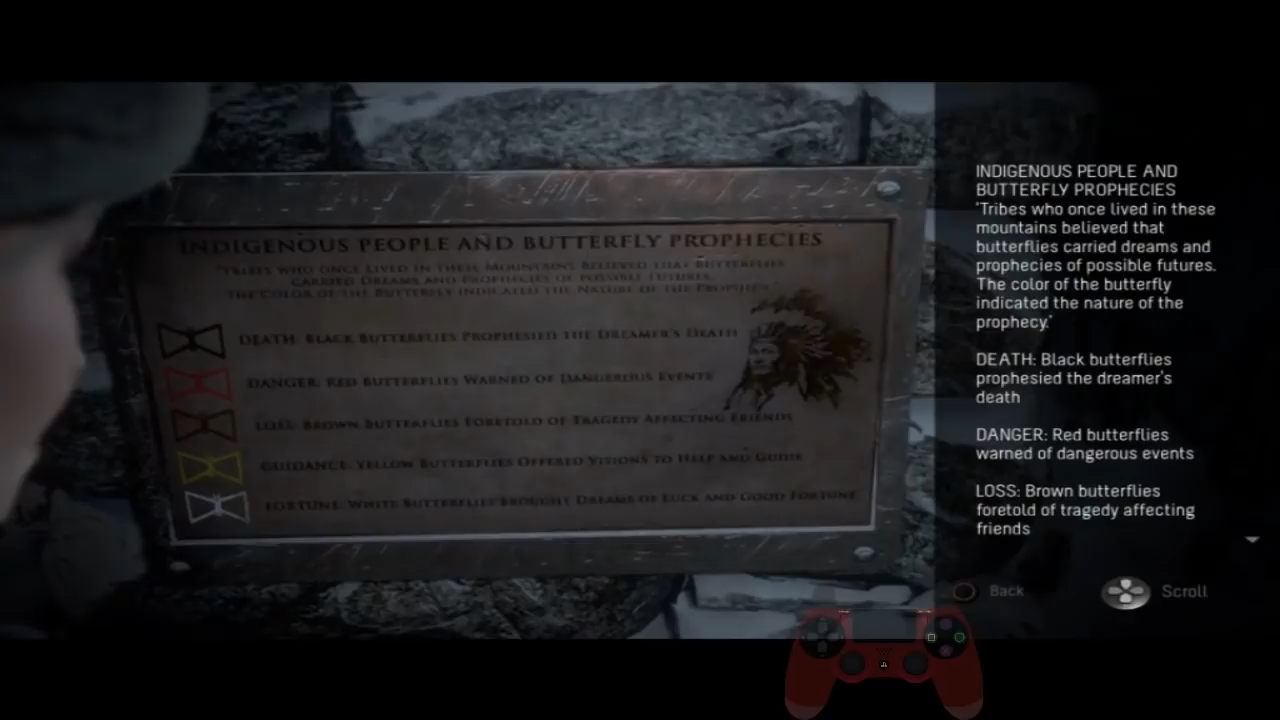 INDIGENOUS PEOPLE AND BUTTERFLY PROPHECIES
"TRIBES WHO ONCE LIVED IN THESE MOUNTAINS BELIEVED THAT BUTTERFLIES
CARRIED DREAMS AND PROPHECIES OF POSSIBLE FUTURES.
THE COLOR OF THE BUTTERFLY INDICATED THE NATURE OF THE PROPHECY."
DEATH: BLACK BUTTERFLIES PROPHESIED THE DREAMER'S DEATH
DANGER: RED BUTTERFLIES WARNED OF DANGEROUS EVENTS
LOSS: BROWN BUTTERFLIES FORETOLD OF TRAGEDY AFFECTING FRIENDS
GUIDANCE: YELLOW BUTTERFLIES OFFERED VISIONS TO HELP AND GUIDE
FORTUNE: WHITE BUTTERFLIES BROUGHT DREAMS OF LUCK AND GOOD FORTUNE
INDIGENOUS PEOPLE AND
BUTTERFLY PROPHECIES
"Tribes who once lived in these
mountains believed that
butterflies carried dreams and
prophecies of possible futures.
The color of the butterfly
indicated the nature of the
prophecy."
DEATH: Black butterflies
prophesied the dreamer's
death
DANGER: Red butterflies
warned of dangerous events
LOSS: Brown butterflies
foretold of tragedy affecting
friends
Back
Scroll